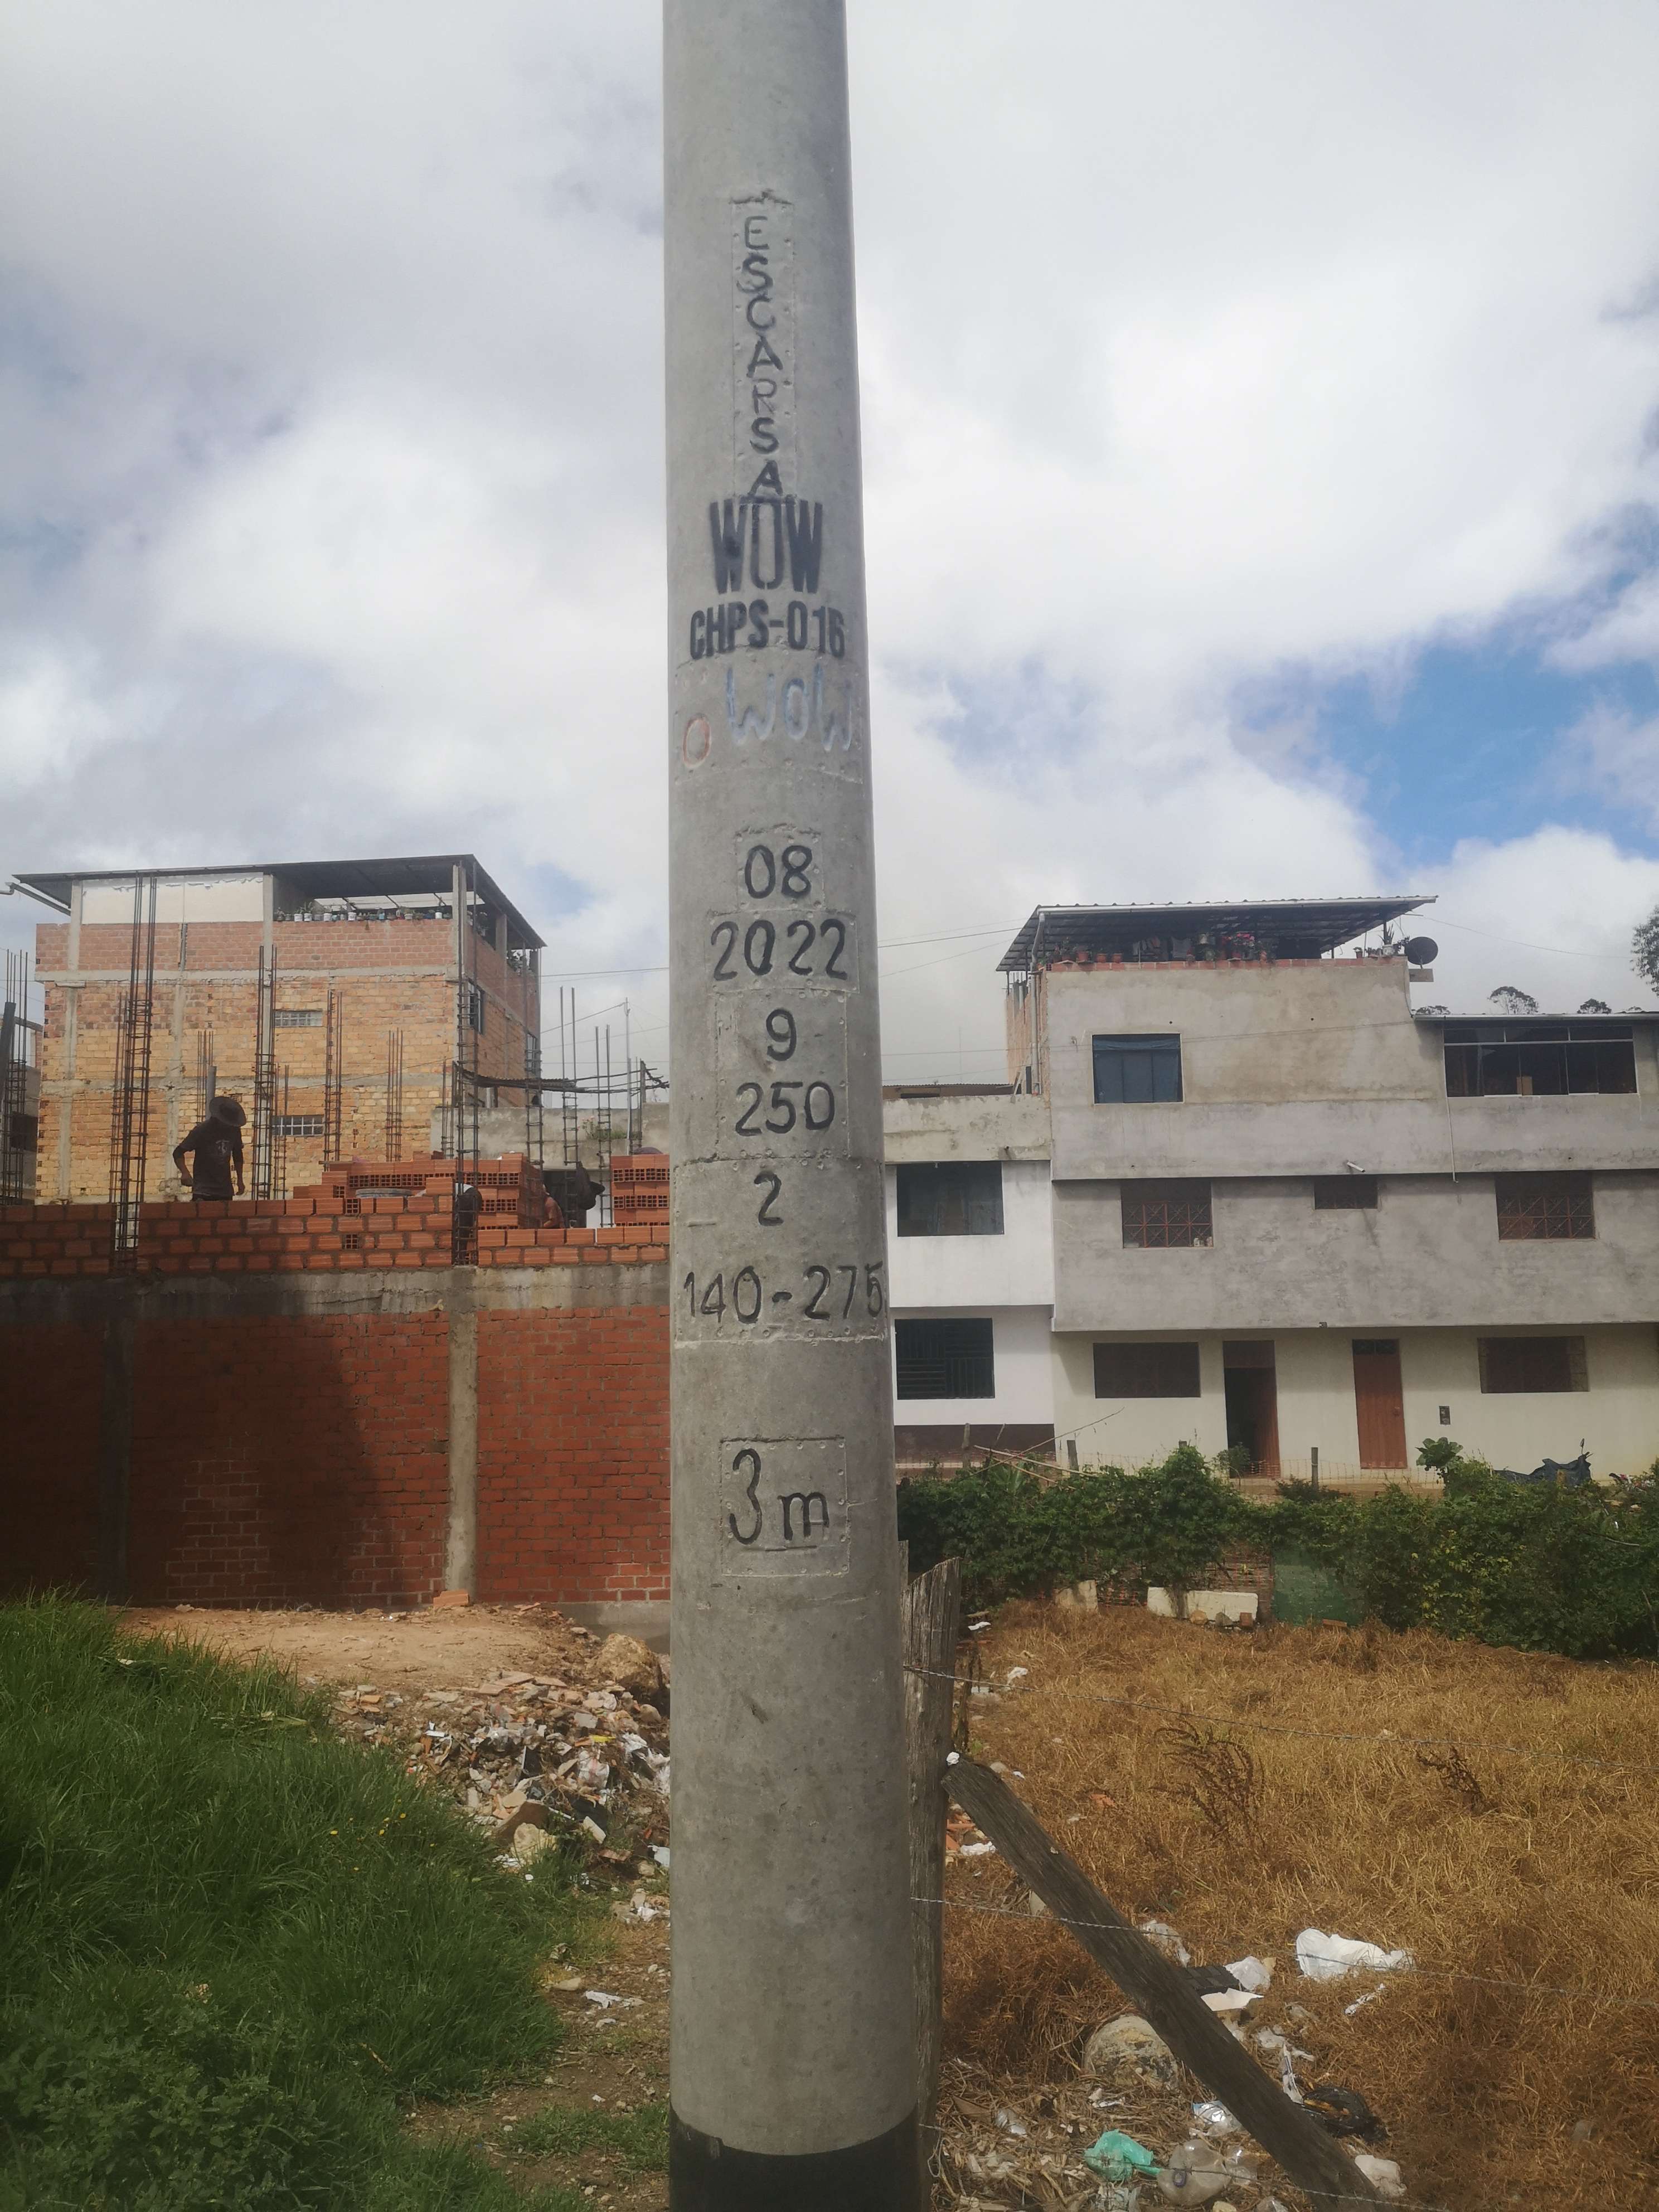 ESCARSA
WOW
CHPS-016
WOW
O
08
2022
9
250
2
140-275
3m